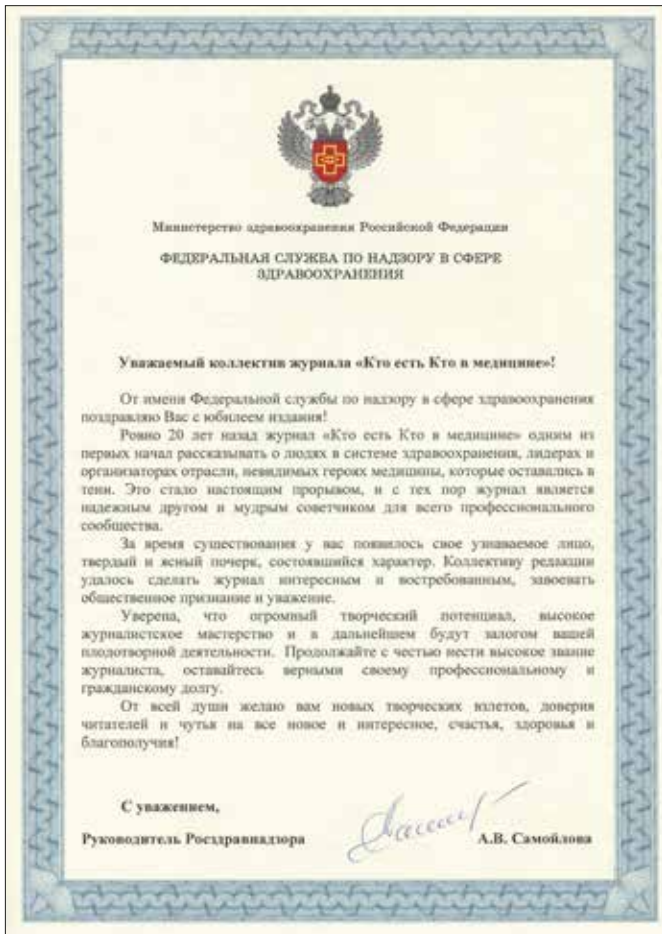 Министерство здравоохранения Российской Федерации
ФЕДЕРАЛЬНАЯ СЛУЖБА ПО НАДЗОРУ В СФЕРЕ
ЗДРАВООХРАНЕНИЯ
Уважаемый коллектив журнала «Кто есть Кто в медицине»!
От имени Федеральной службы по надзору в сфере здравоохранения
поздравляю Вас с юбилеем издания!
Ровно 20 лет назад журнал «Кто есть Кто в медицине» одним из
первых начал рассказывать о людях в системе здравоохранения, лидерах и
организаторах отрасли, невидимых героях медицины, которые оставались в
тени. Это стало настоящим прорывом, и с тех пор журнал является
надежным другом и мудрым советчиком для всего профессионального
сообщества.
За время существования у вас появилось свое узнаваемое лицо,
твердый и ясный почерк, состоявшийся характер. Коллективу редакции
удалось сделать журнал интересным и востребованным, завоевать
общественное признание и уважение.
Уверена, что огромный творческий потенциал, высокое
журналистское мастерство и в дальнейшем будут залогом вашей
плодотворной деятельности. Продолжайте с честью нести высокое звание
журналиста, оставайтесь верными своему профессиональному и
гражданскому долгу.
От всей души желаю вам новых творческих взлетов, доверия
читателей и чутья на все новое и интересное, счастья, здоровья и
благополучия!
С уважением,
Руководитель Росздравнадзора А.В. Самойлова